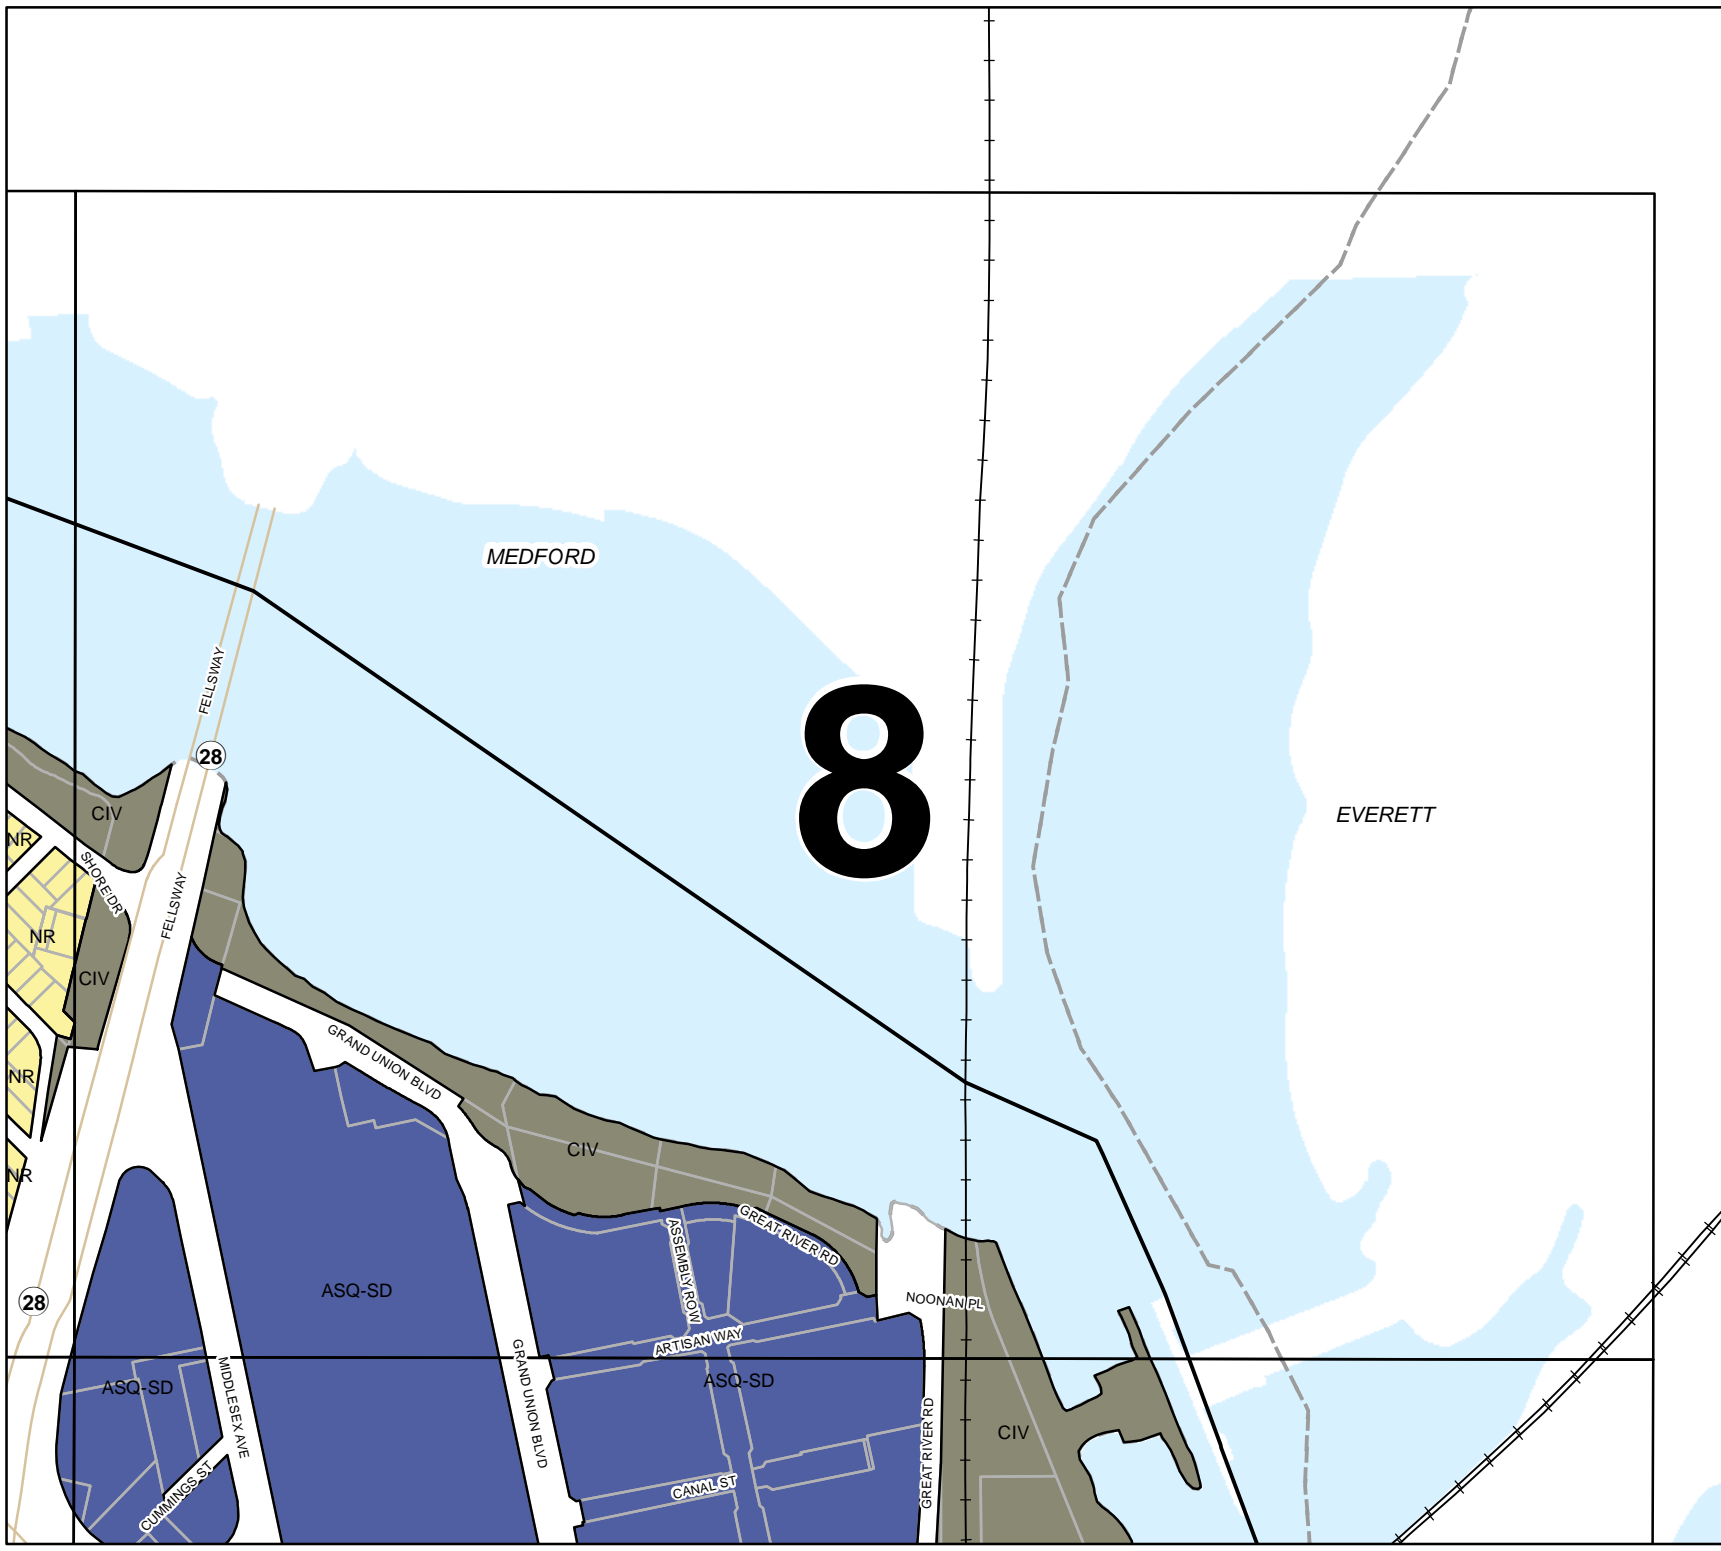 MEDFORD
FELLSWAY
8
28
CIV
EVERETT
NR
SHORE DR
FELLSWAY
NR
CIV
GRAND UNION BLVD
NR
CIV
NR
GREAT RIVER RD
ASSEMBLY ROW
ASQ-SD
28
NOONAN PL
ARTISAN WAY
GRAND UNION BLVD
MIDDLESEX AVE
ASQ-SD
ASQ-SD
GREAT RIVER RD
CIV
CANAL ST
CUMMINGS ST